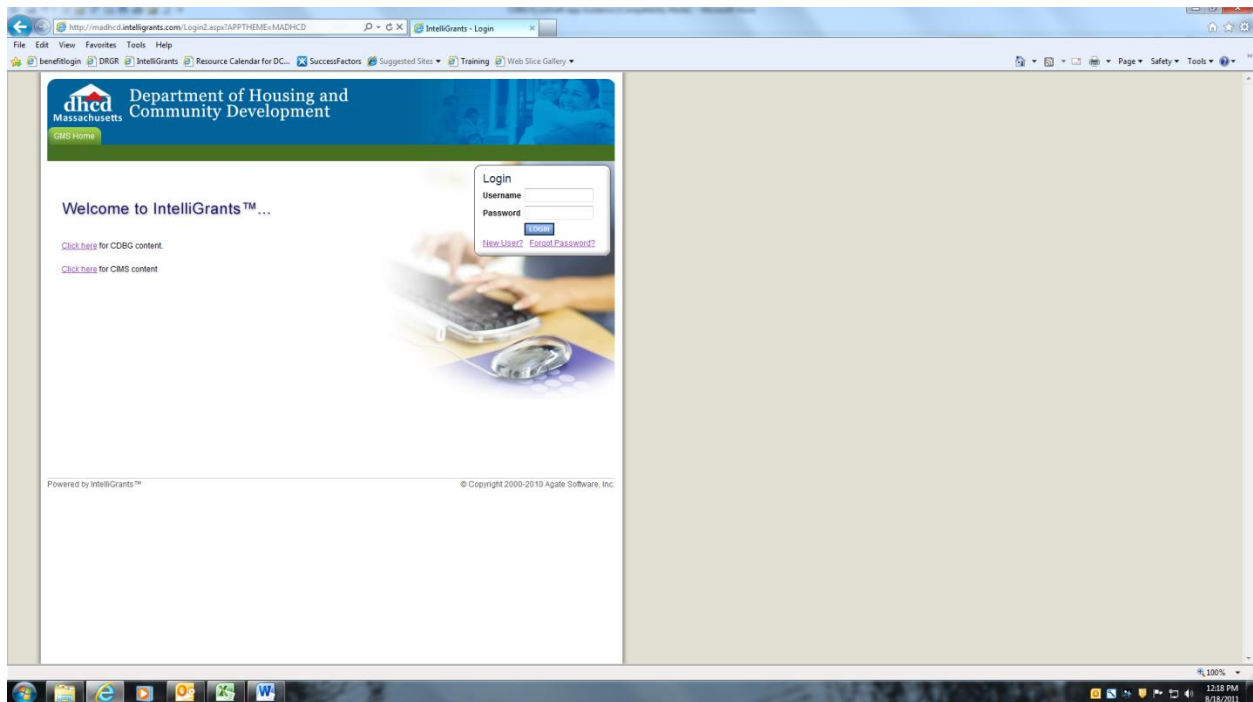 http://madhcd.intelligrants.com/Login2.aspx?APPTHEME=MADHCD IntelliGrants - Login
File Edit View Favorites Tools Help
benefitlogin DRGR IntelliGrants Resource Calendar for DC... SuccessFactors Suggested Sites Training Web Slice Gallery Page Safety Tools
dhcd
Massachusetts
Department of Housing and
Community Development
GMS Home
Login
Username
Password
LOGIN
New User? Forgot Password?
Welcome to IntelliGrants™...
Click here for CDBG content.
Click here for CIMS content
Powered by IntelliGrants™ © Copyright 2000-2010 Agate Software, Inc.
100%
12:18 PM
8/18/2011